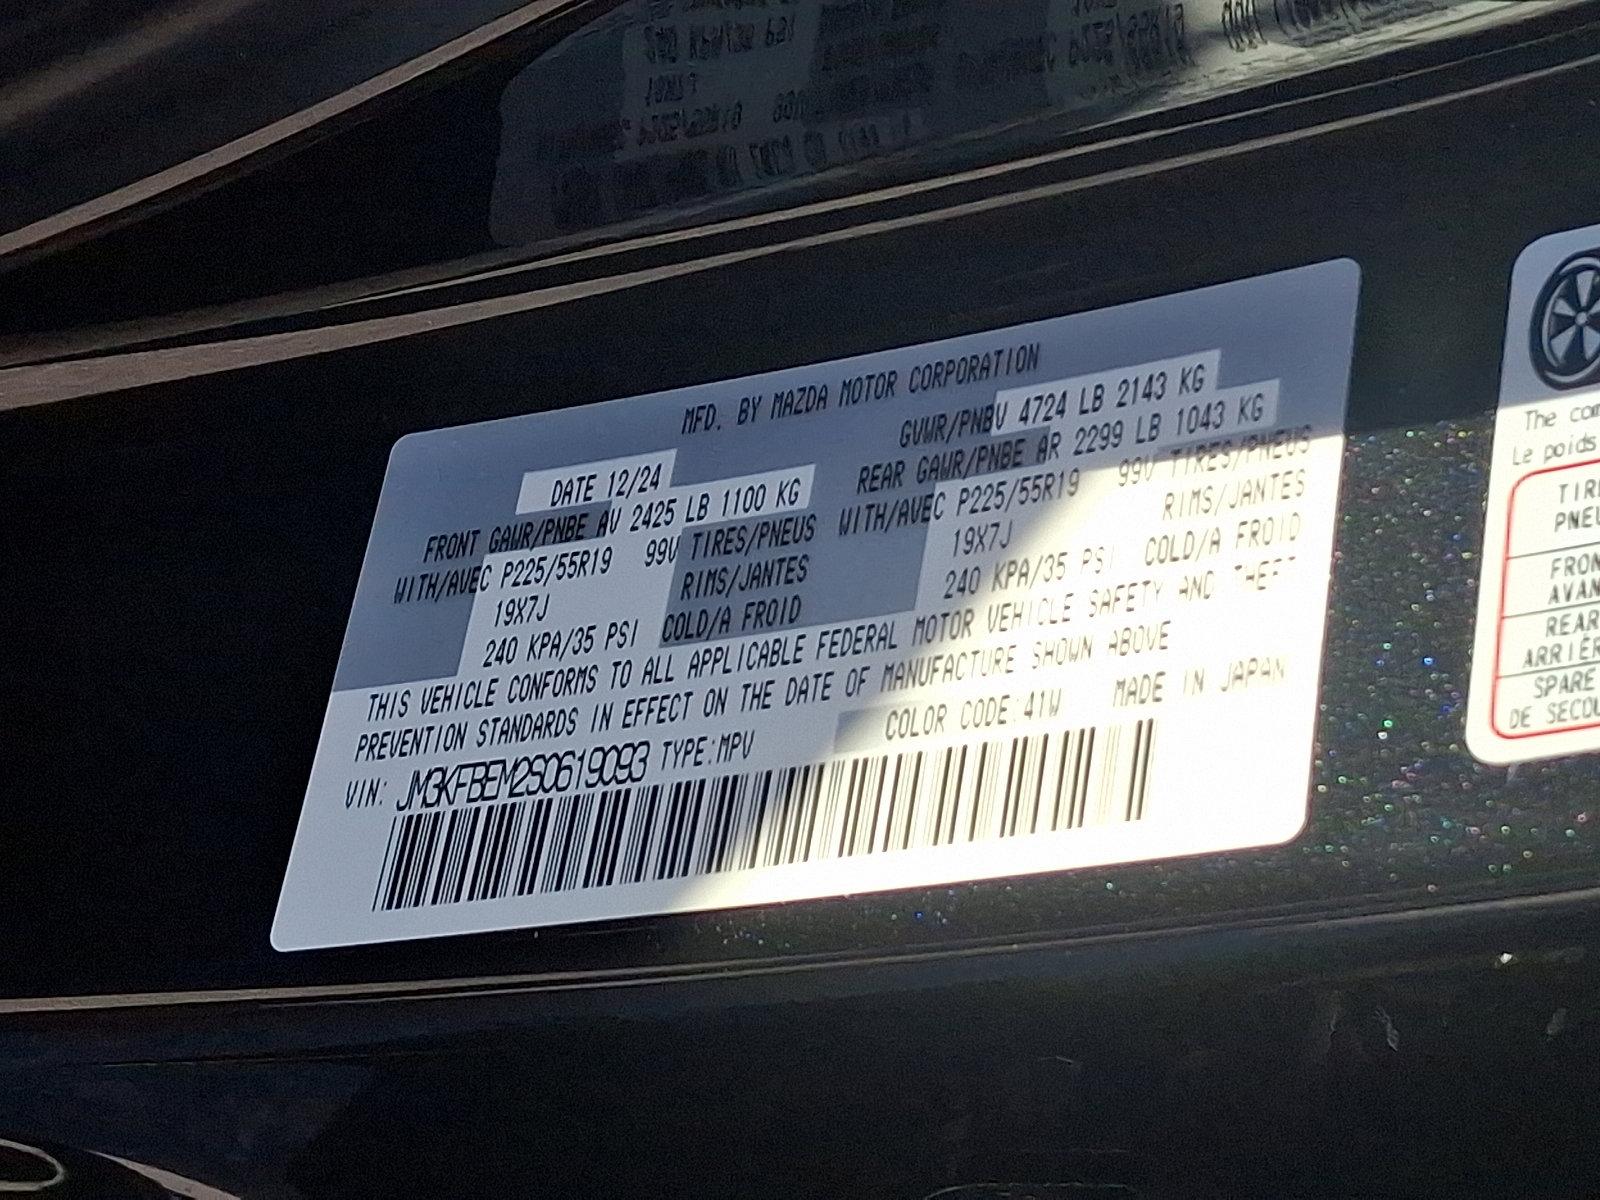 MFD. BY MAZDA MOTOR CORPORATION
DATE 12/24
GVWR/PNBV 4724 LB 2143 KG
FRONT GAWR/PNBE AV 2425 LB 1100 KG
REAR GAWR/PNBE AR 2299 LB 1043 KG
WITH/AVEC P225/55R19 99V TIRES/PNEUS
WITH/AVEC P225/55R19 99V TIRES/PNEUS
19X7J RIMS/JANTES
19X7J RIMS/JANTES
240 KPA/35 PSI COLD/A FROID
240 KPA/35 PSI COLD/A FROID
THIS VEHICLE CONFORMS TO ALL APPLICABLE FEDERAL MOTOR VEHICLE SAFETY AND THEFT
PREVENTION STANDARDS IN EFFECT ON THE DATE OF MANUFACTURE SHOWN ABOVE
VIN: JM3KFBEM2S0619093 TYPE:MPV
COLOR CODE:41W MADE IN JAPAN
The com
Le poids
TIR
PNEU
FRON
AVAN
REAR
ARRIÈR
SPARE
DE SECOU